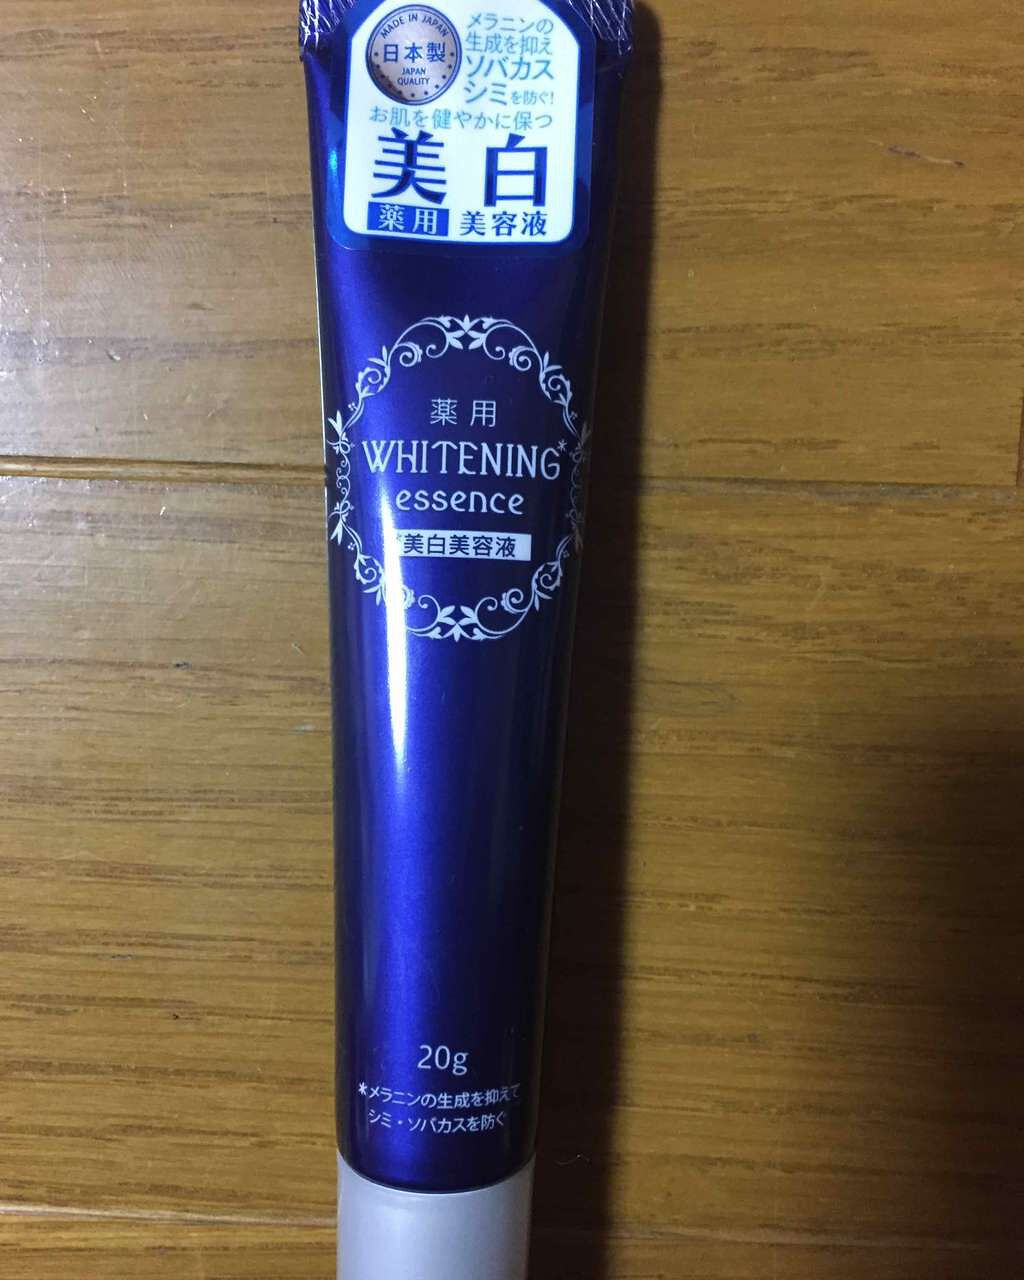 MADE IN JAPAN
日本製
JAPAN
QUALITY
メラニンの
生成を抑え
ソバカス
シミを防ぐ!
お肌を健やかに保つ
美白
薬用 美容液
薬用
WHITENING*
essence
美白美容液
20g
*メラニンの生成を抑えて
シミ・ソバカスを防ぐ